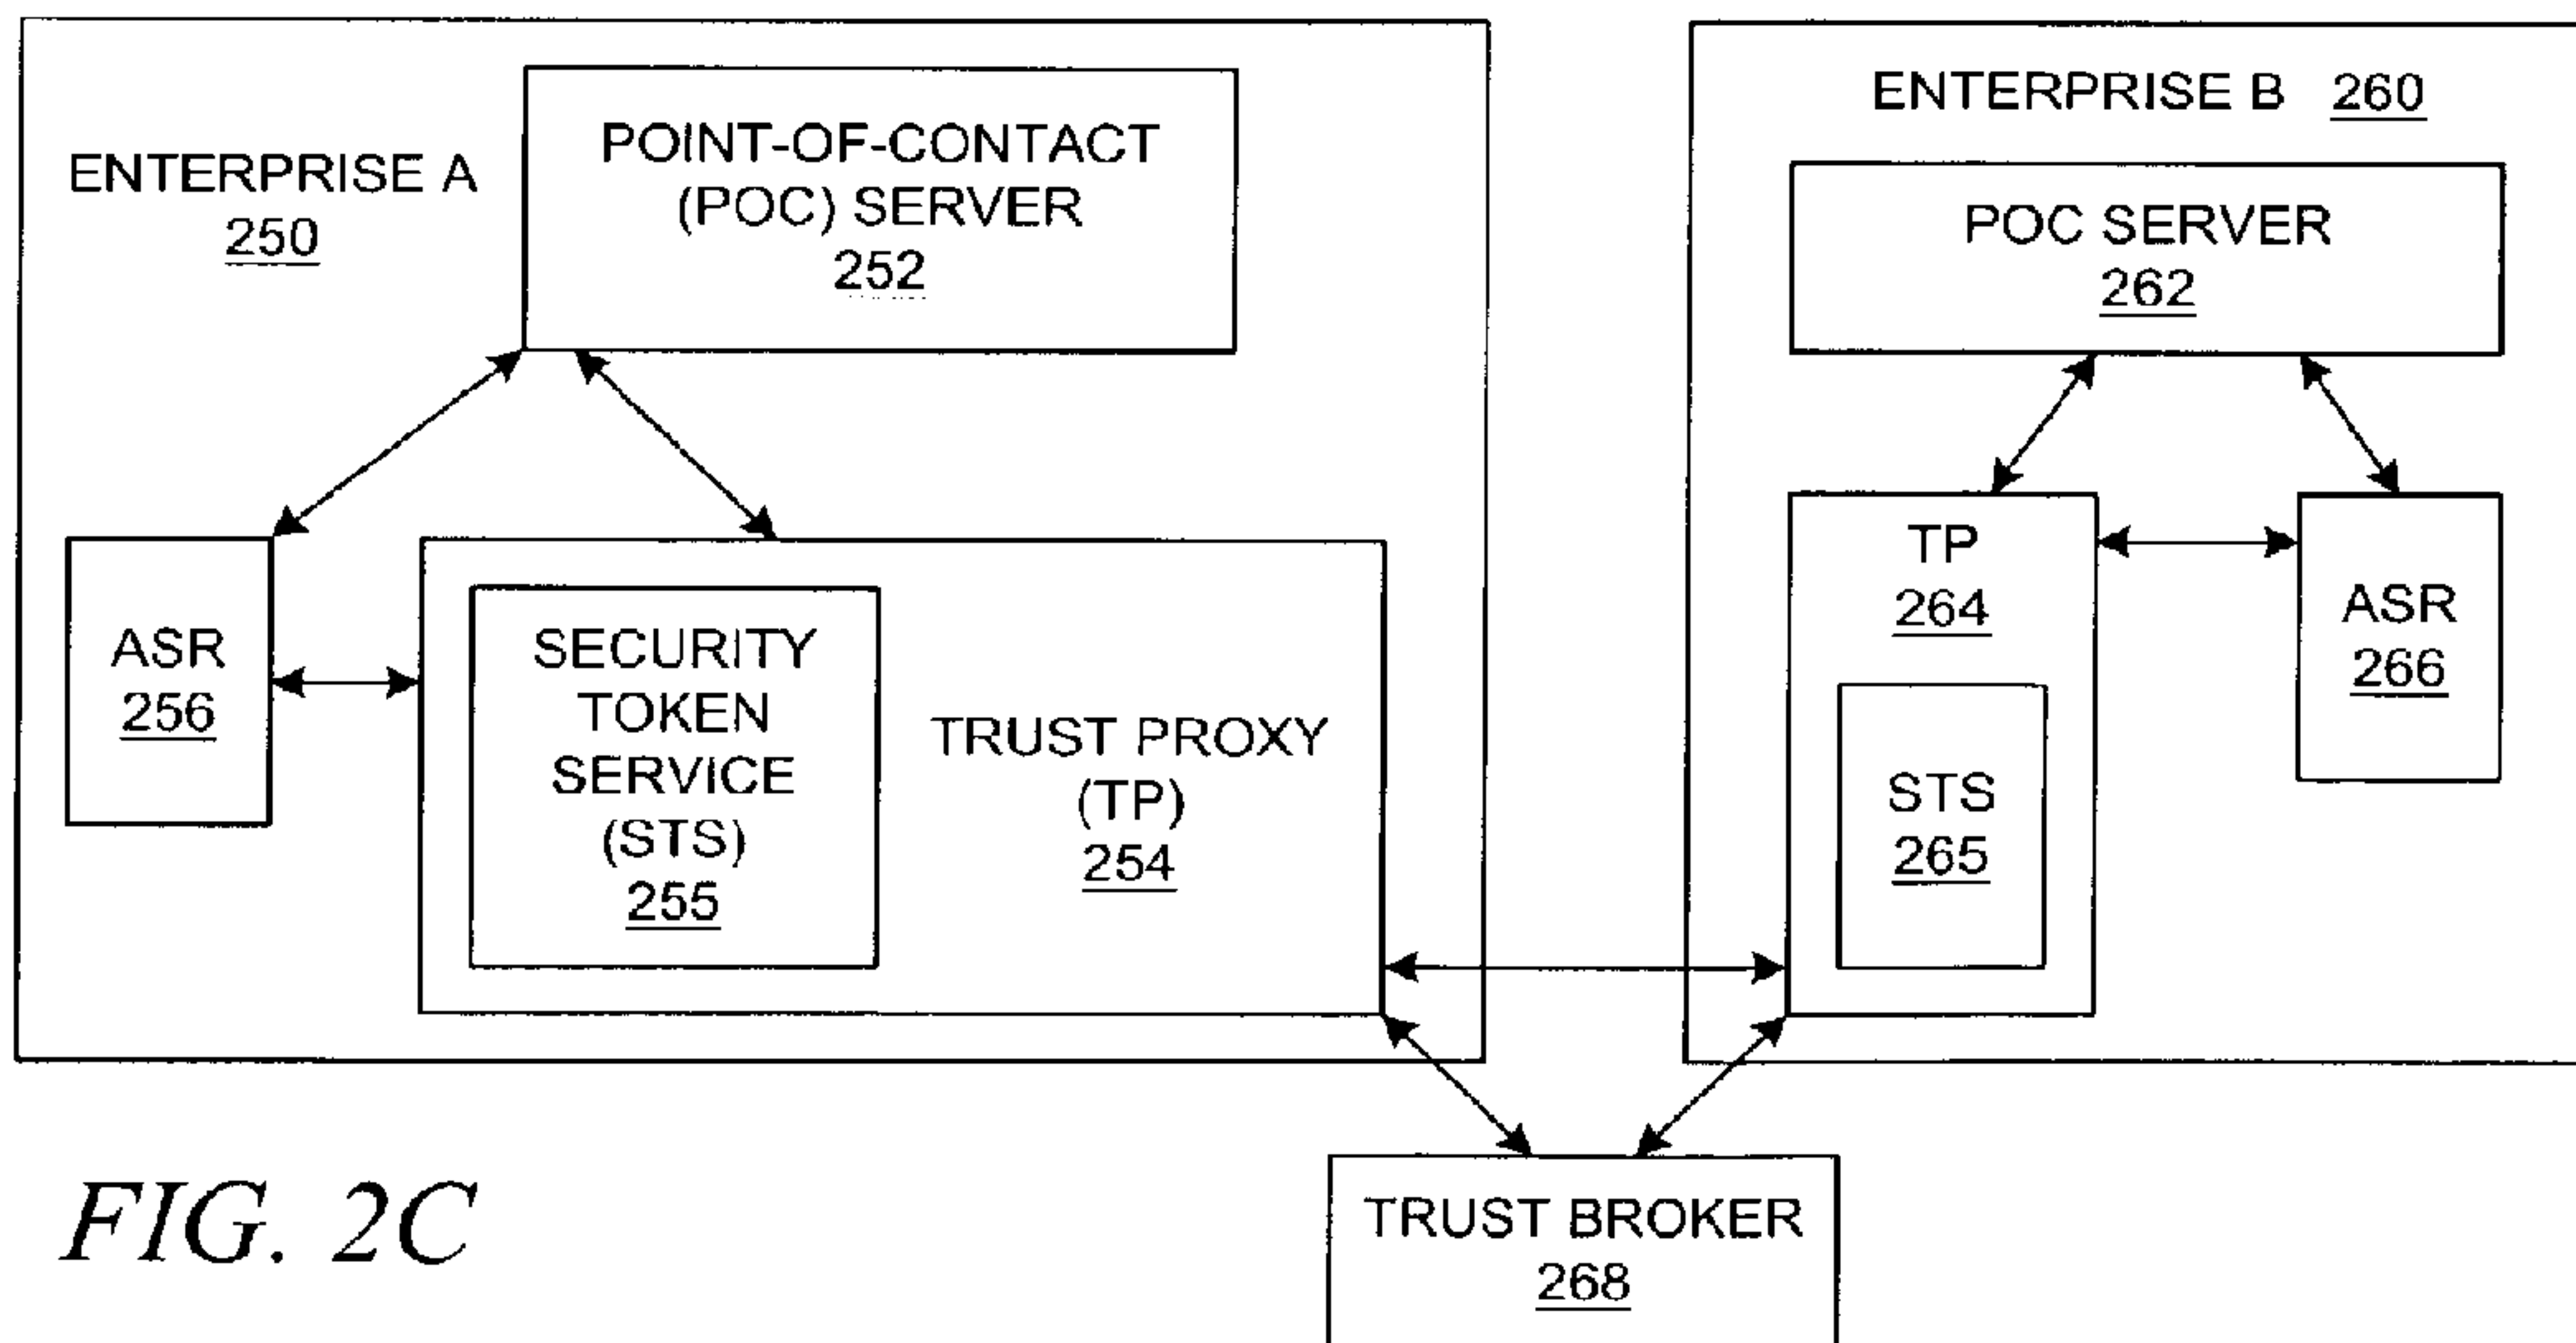 ENTERPRISE A
250
POINT-OF-CONTACT
(POC) SERVER
252
ASR
256
SECURITY
TOKEN
SERVICE
(STS)
255
TRUST PROXY
(TP)
254
ENTERPRISE B 260
POC SERVER
262
TP
264
STS
265
ASR
266
TRUST BROKER
268
FIG. 2C